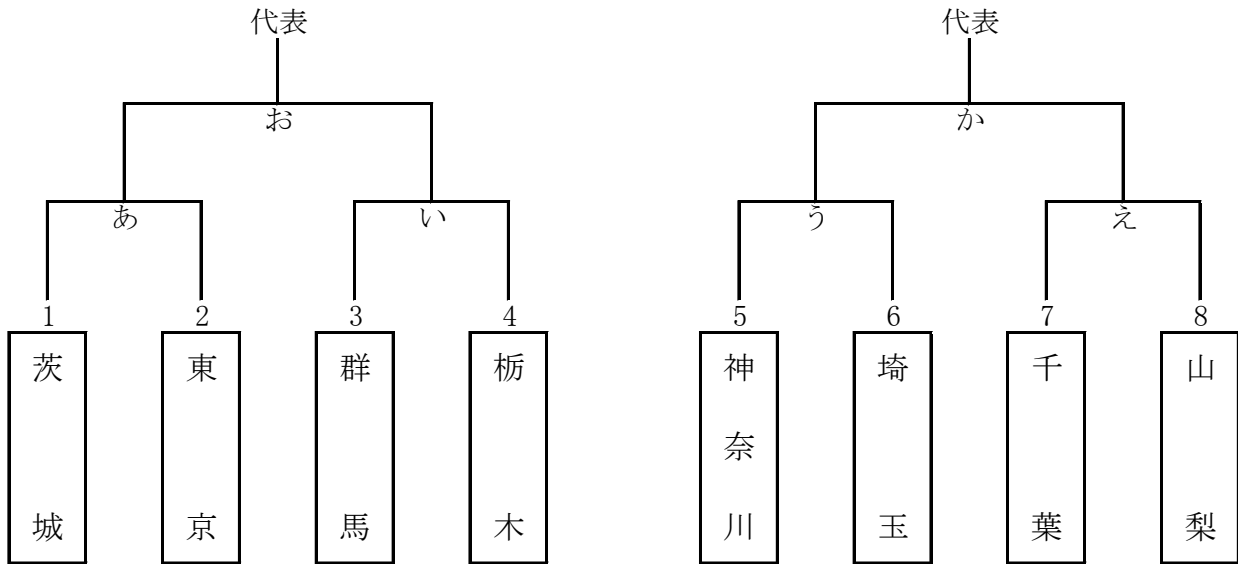 代表 代表
お か
あ い う え
1 2 3 4 5 6 7 8
茨城 東京 群馬 栃木 神奈川 埼玉 千葉 山梨